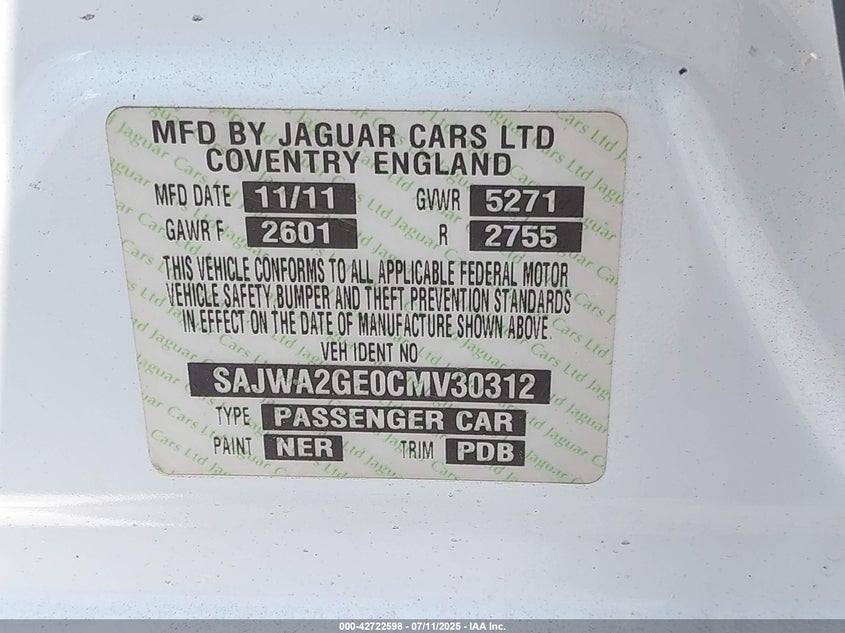 MFD BY JAGUAR CARS LTD
COVENTRY ENGLAND
MFD DATE 11/11 GVWR 5271
GAWR F 2601 R 2755
THIS VEHICLE CONFORMS TO ALL APPLICABLE FEDERAL MOTOR
VEHICLE SAFETY BUMPER AND THEFT PREVENTION STANDARDS
IN EFFECT ON THE DATE OF MANUFACTURE SHOWN ABOVE.
VEH IDENT NO
SAJWA2GE0CMV30312
TYPE PASSENGER CAR
PAINT NER TRIM PDB
000-42722598 - 07/11/2025 - IAA Inc.